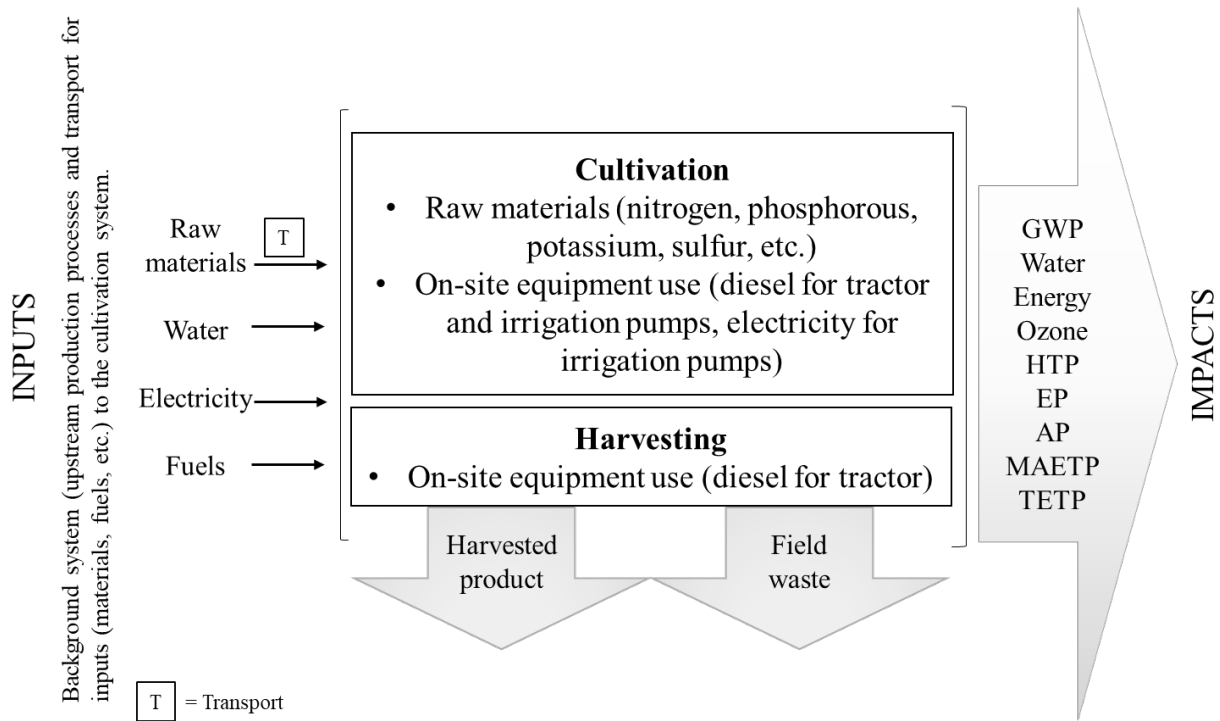 INPUTS
Background system (upstream production processes and transport for
inputs (materials, fuels, etc.) to the cultivation system.
Raw
materials
T
Water
Electricity
Fuels
Cultivation
• Raw materials (nitrogen, phosphorous,
potassium, sulfur, etc.)
• On-site equipment use (diesel for tractor
and irrigation pumps, electricity for
irrigation pumps)
Harvesting
• On-site equipment use (diesel for tractor)
Harvested
product
Field
waste
GWP
Water
Energy
Ozone
HTP
EP
AP
MAETP
TETP
IMPACTS
T = Transport